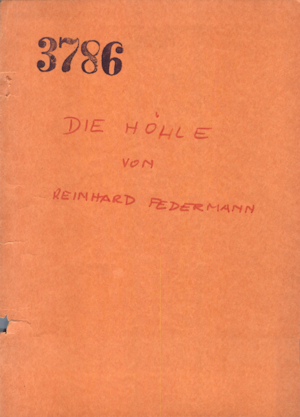 3786
DIE HÖHLE
VON
REINHARD FEDERMANN